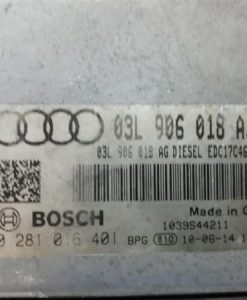 03L 906 018 A
03L 906 018 AG DIESEL EDC17C46
BOSCH
Made in
1039S44211
0 281 016 401 BPG E10 10-06-14